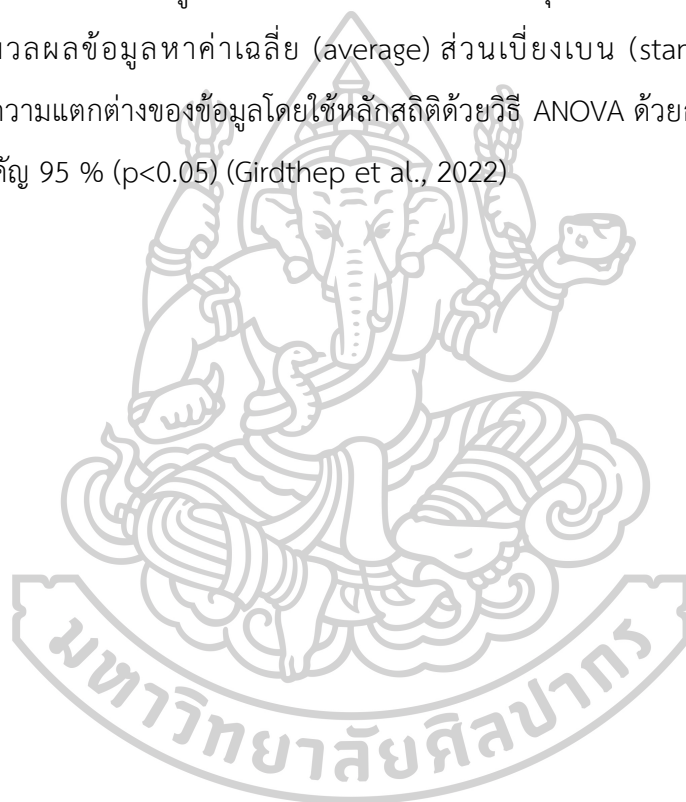 วลผลข้อมูลหาค่าเฉลี่ย (average) ส่วนเบี่ยงเบน (stan
ความแตกต่างของข้อมูลโดยใช้หลักสถิติด้วยวิธี ANOVA ด้วย
คัญ 95 % (p<0.05) (Girdthep et al., 2022)
มหาวิทยาลัยศิลปากร